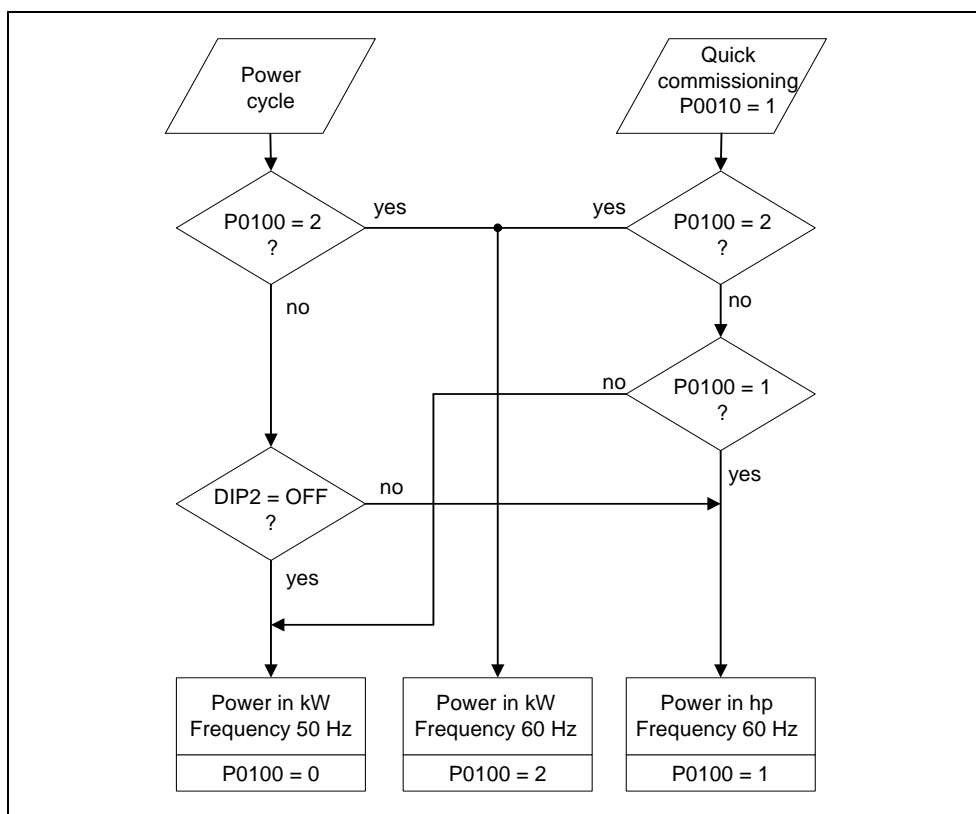 Power
cycle
Quick
commissioning
P0010 = 1
P0100 = 2
?
yes
yes
P0100 = 2
?
no
no
P0100 = 1
?
no
yes
DIP2 = OFF
?
no
yes
Power in kW
Frequency 50 Hz
P0100 = 0
Power in kW
Frequency 60 Hz
P0100 = 2
Power in hp
Frequency 60 Hz
P0100 = 1